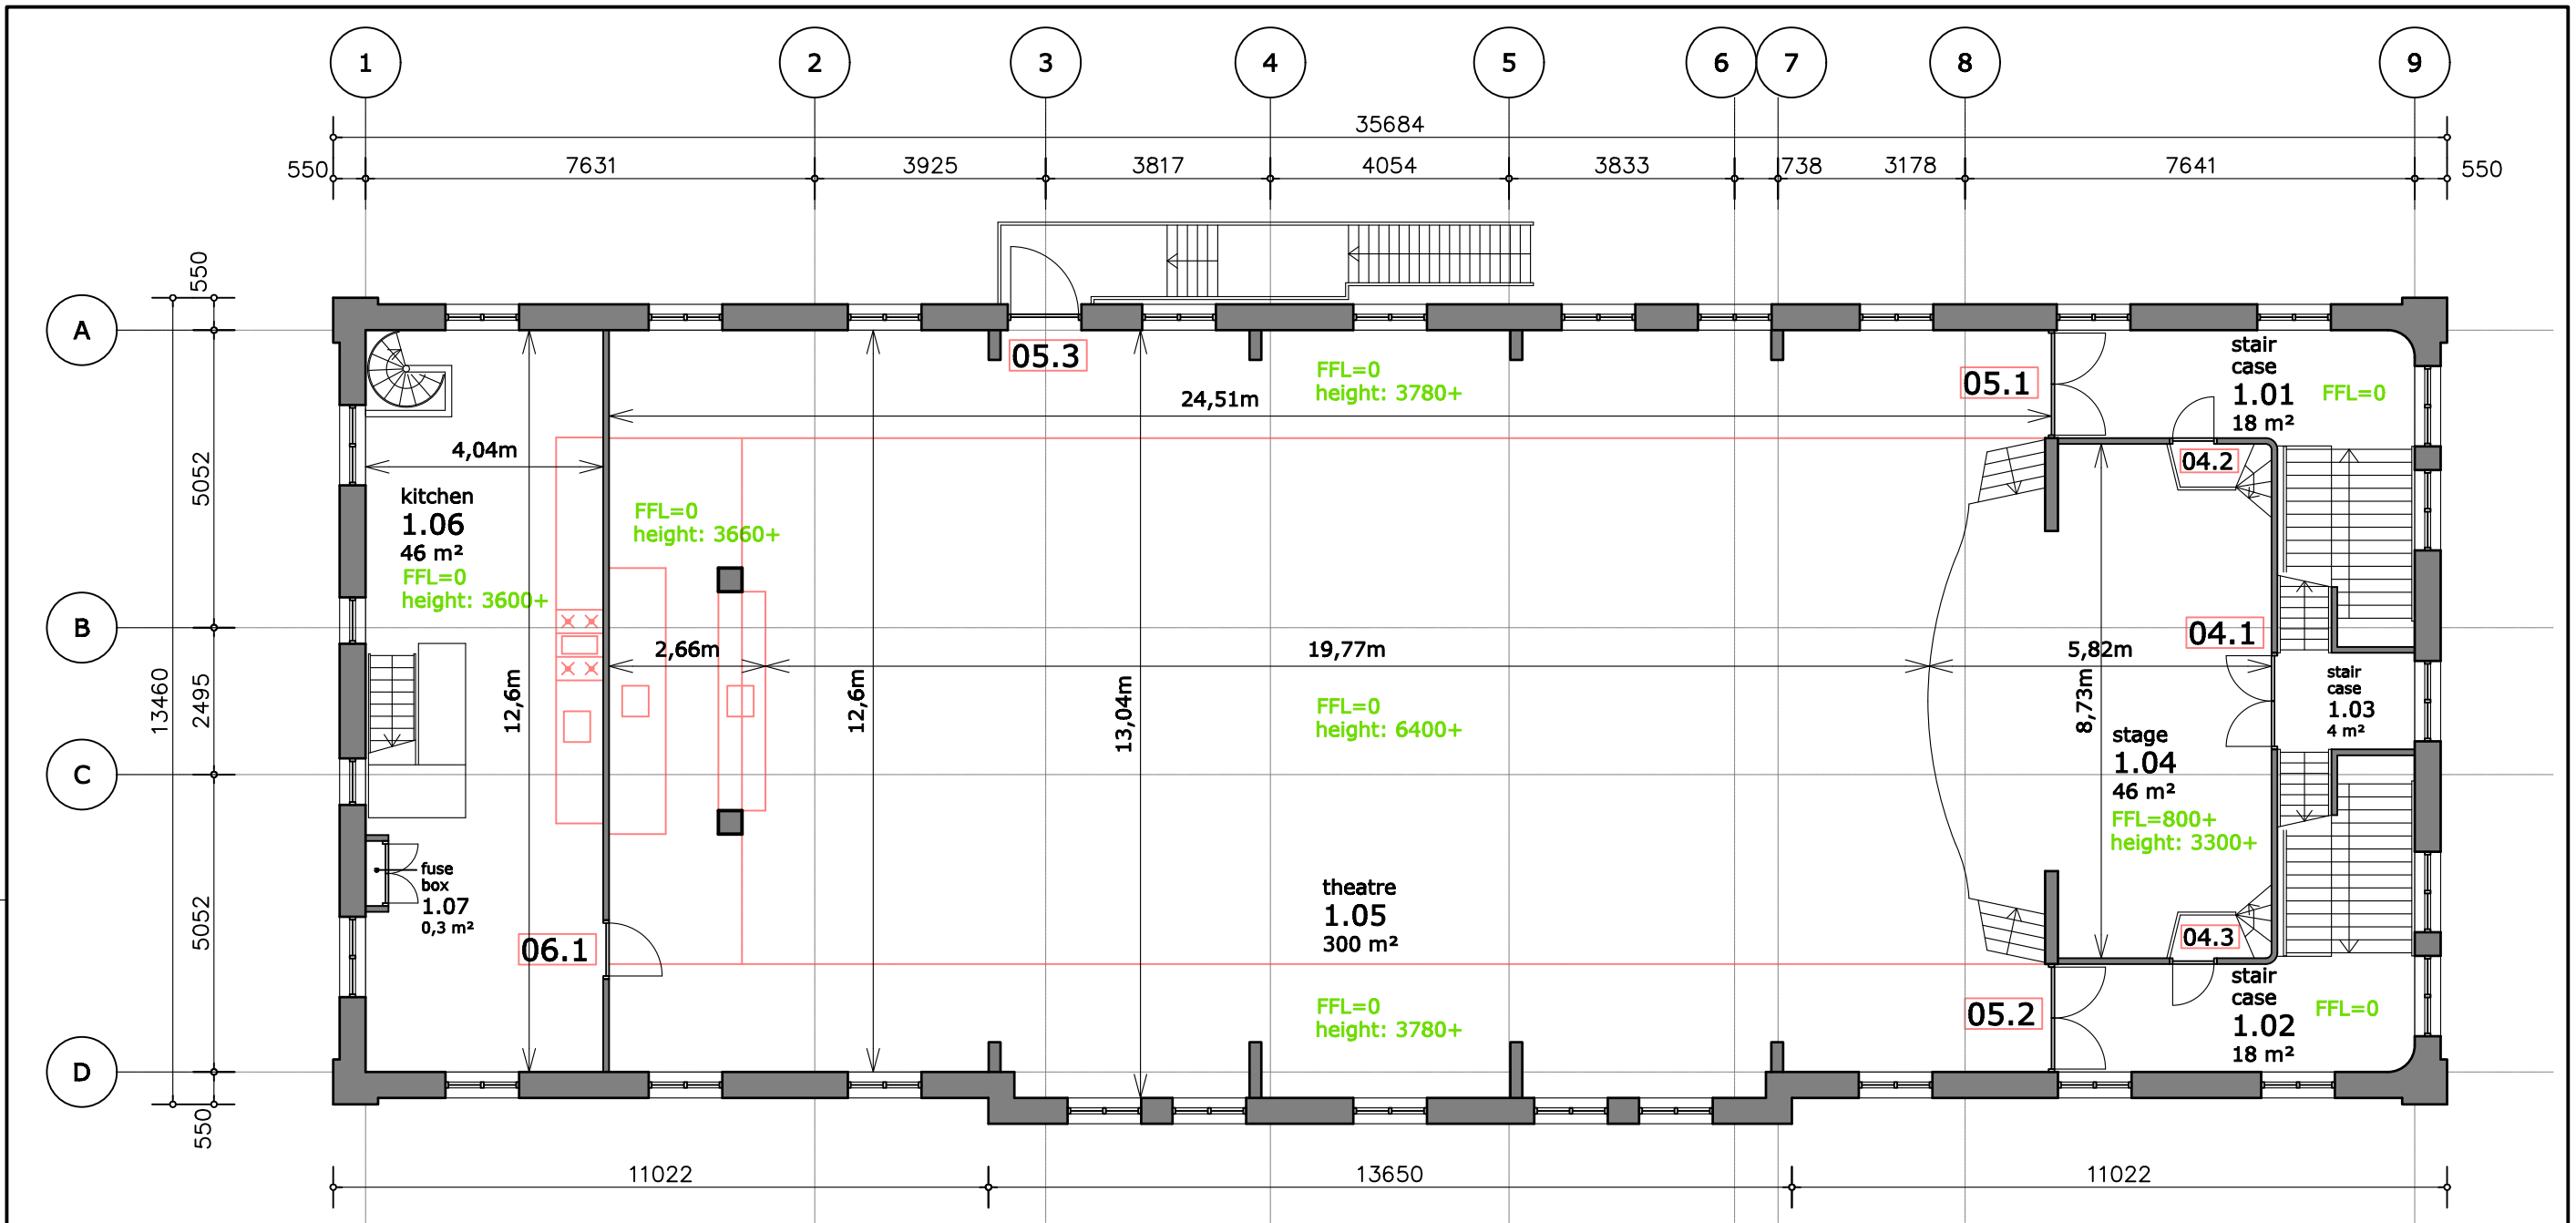 1 2 3 4 5 6 7 8 9
35684
550 7631 3925 3817 4054 3833 738 3178 7641 550
550
A
05.3
FFL=0
height: 3780+
05.1
stair
case
1.01
18 m²
FFL=0
24,51m
4,04m
04.2
5052
kitchen
1.06
46 m²
FFL=0
height: 3600+
FFL=0
height: 3660+
B
04.1
2,66m
19,77m
5,82m
13460
2495
12,6m
12,6m
13,04m
8,73m
FFL=0
height: 6400+
stair
case
1.03
4 m²
stage
1.04
46 m²
FFL=800+
height: 3300+
C
fuse
box
1.07
0,3 m²
theatre
1.05
300 m²
5052
06.1
04.3
FFL=0
height: 3780+
05.2
stair
case
1.02
18 m²
FFL=0
D
550
11022 13650 11022